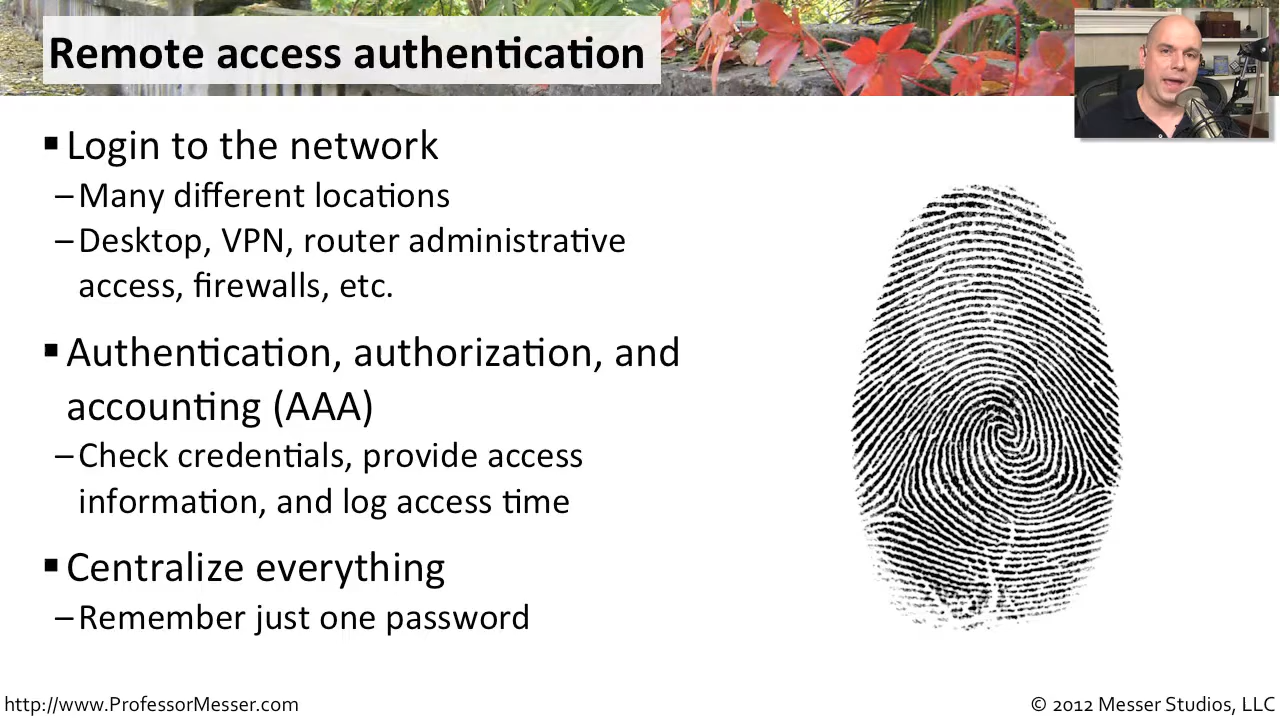 Remote access authentication
▪ Login to the network
– Many different locations
– Desktop, VPN, router administrative
access, firewalls, etc.
▪ Authentication, authorization, and
accounting (AAA)
– Check credentials, provide access
information, and log access time
▪ Centralize everything
– Remember just one password
http://www.ProfessorMesser.com
© 2012 Messer Studios, LLC